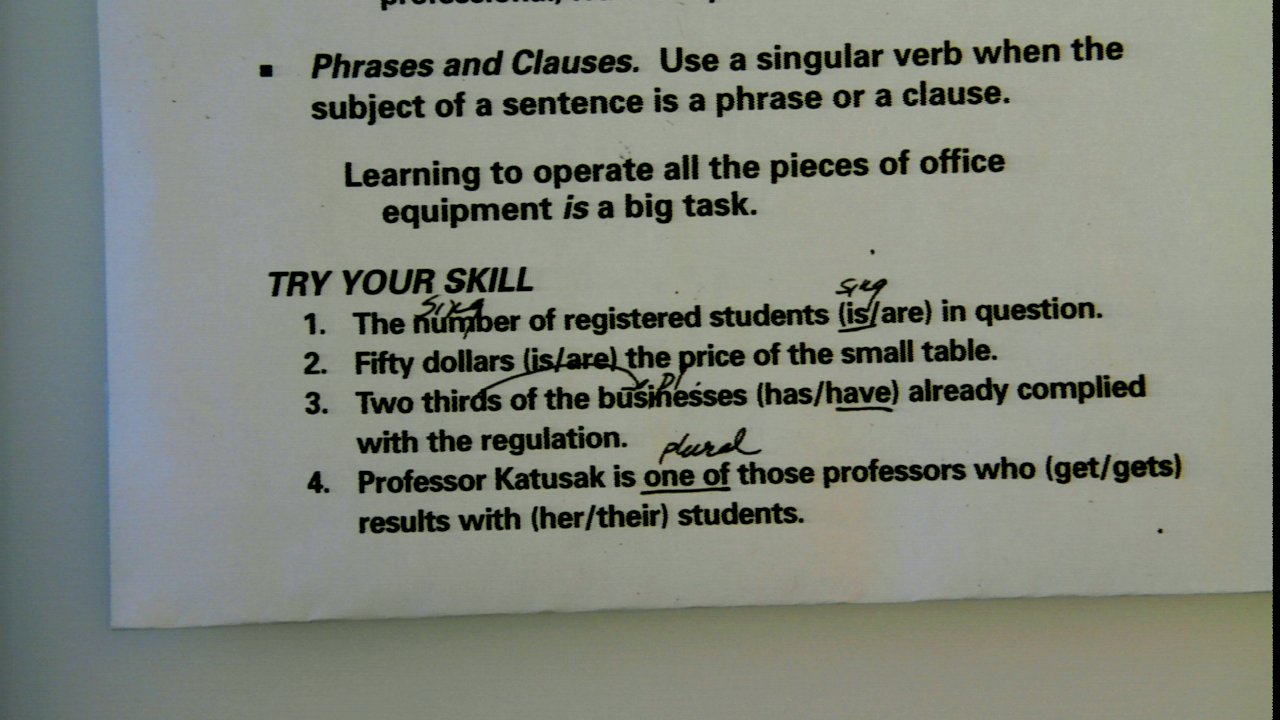 ▪ Phrases and Clauses. Use a singular verb when the
subject of a sentence is a phrase or a clause.
Learning to operate all the pieces of office
equipment is a big task.
TRY YOUR SKILL
sing
sing
1. The number of registered students (is/are) in question.
2. Fifty dollars (is/are) the price of the small table.
pl
3. Two thirds of the businesses (has/have) already complied
with the regulation.
plural
4. Professor Katusak is one of those professors who (get/gets)
results with (her/their) students.